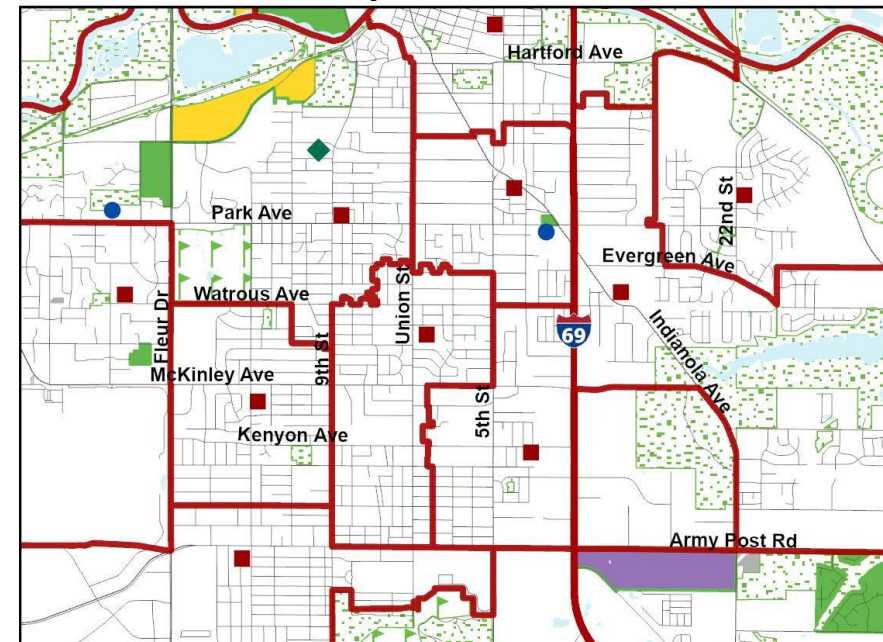 Hartford Ave
22nd St
Park Ave
Evergreen Ave
Union St
Watrous Ave
Fleur Dr
69
9th St
Indianola Ave
McKinley Ave
5th St
Kenyon Ave
Army Post Rd